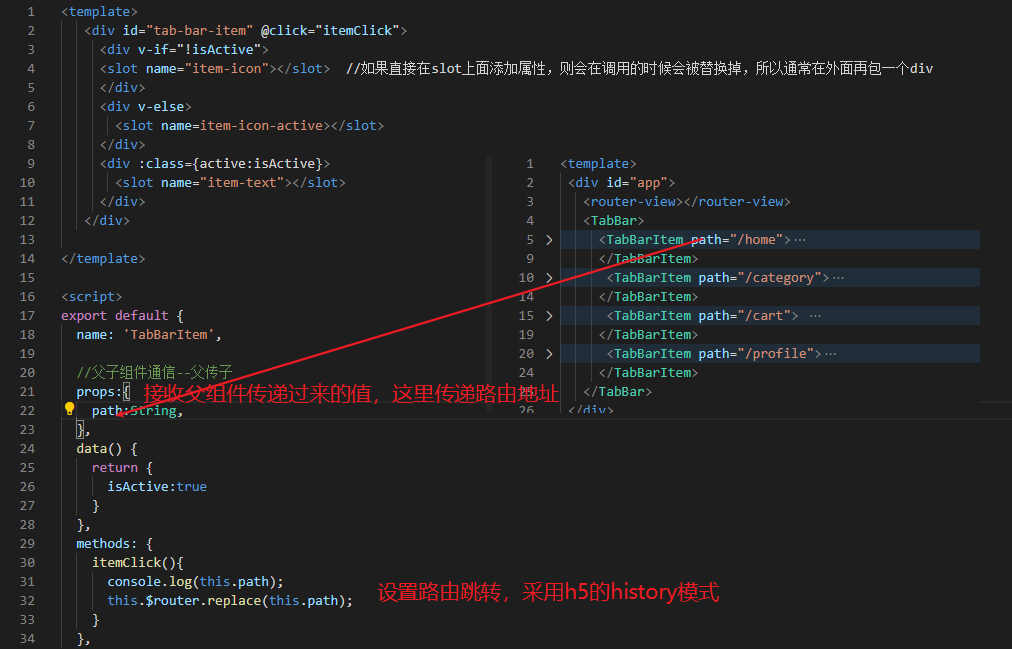 1 <template>
2 <div id="tab-bar-item" @click="itemClick">
3 <div v-if="!isActive">
4 <slot name="item-icon"></slot> //如果直接在slot上面添加属性，则会在调用的时候会被替换掉，所以通常在外面再包一个div
5 </div>
6 <div v-else>
7 <slot name=item-icon-active></slot>
8 </div>
9 <div :class={active:isActive}>
10 <slot name="item-text"></slot>
11 </div>
12 </div>
13
14 </template>
15
16 <script>
17 export default {
18 name: 'TabBarItem',
19
20 //父子组件通信--父传子
21 props:{ 接收父组件传递过来的值，这里传递路由地址
22 path:String,
23 },
24 data() {
25 return {
26 isActive:true
27 }
28 },
29 methods: {
30 itemClick(){
31 console.log(this.path);
32 this.$router.replace(this.path);
设置路由跳转，采用h5的history模式
33 }
34 },
1 <template>
2 <div id="app">
3 <router-view></router-view>
4 <TabBar>
5 <TabBarItem path="/home">…
9 </TabBarItem>
10 <TabBarItem path="/category">…
14 </TabBarItem>
15 <TabBarItem path="/cart"> …
19 </TabBarItem>
20 <TabBarItem path="/profile">…
24 </TabBarItem>
</TabBar>
26 </div>